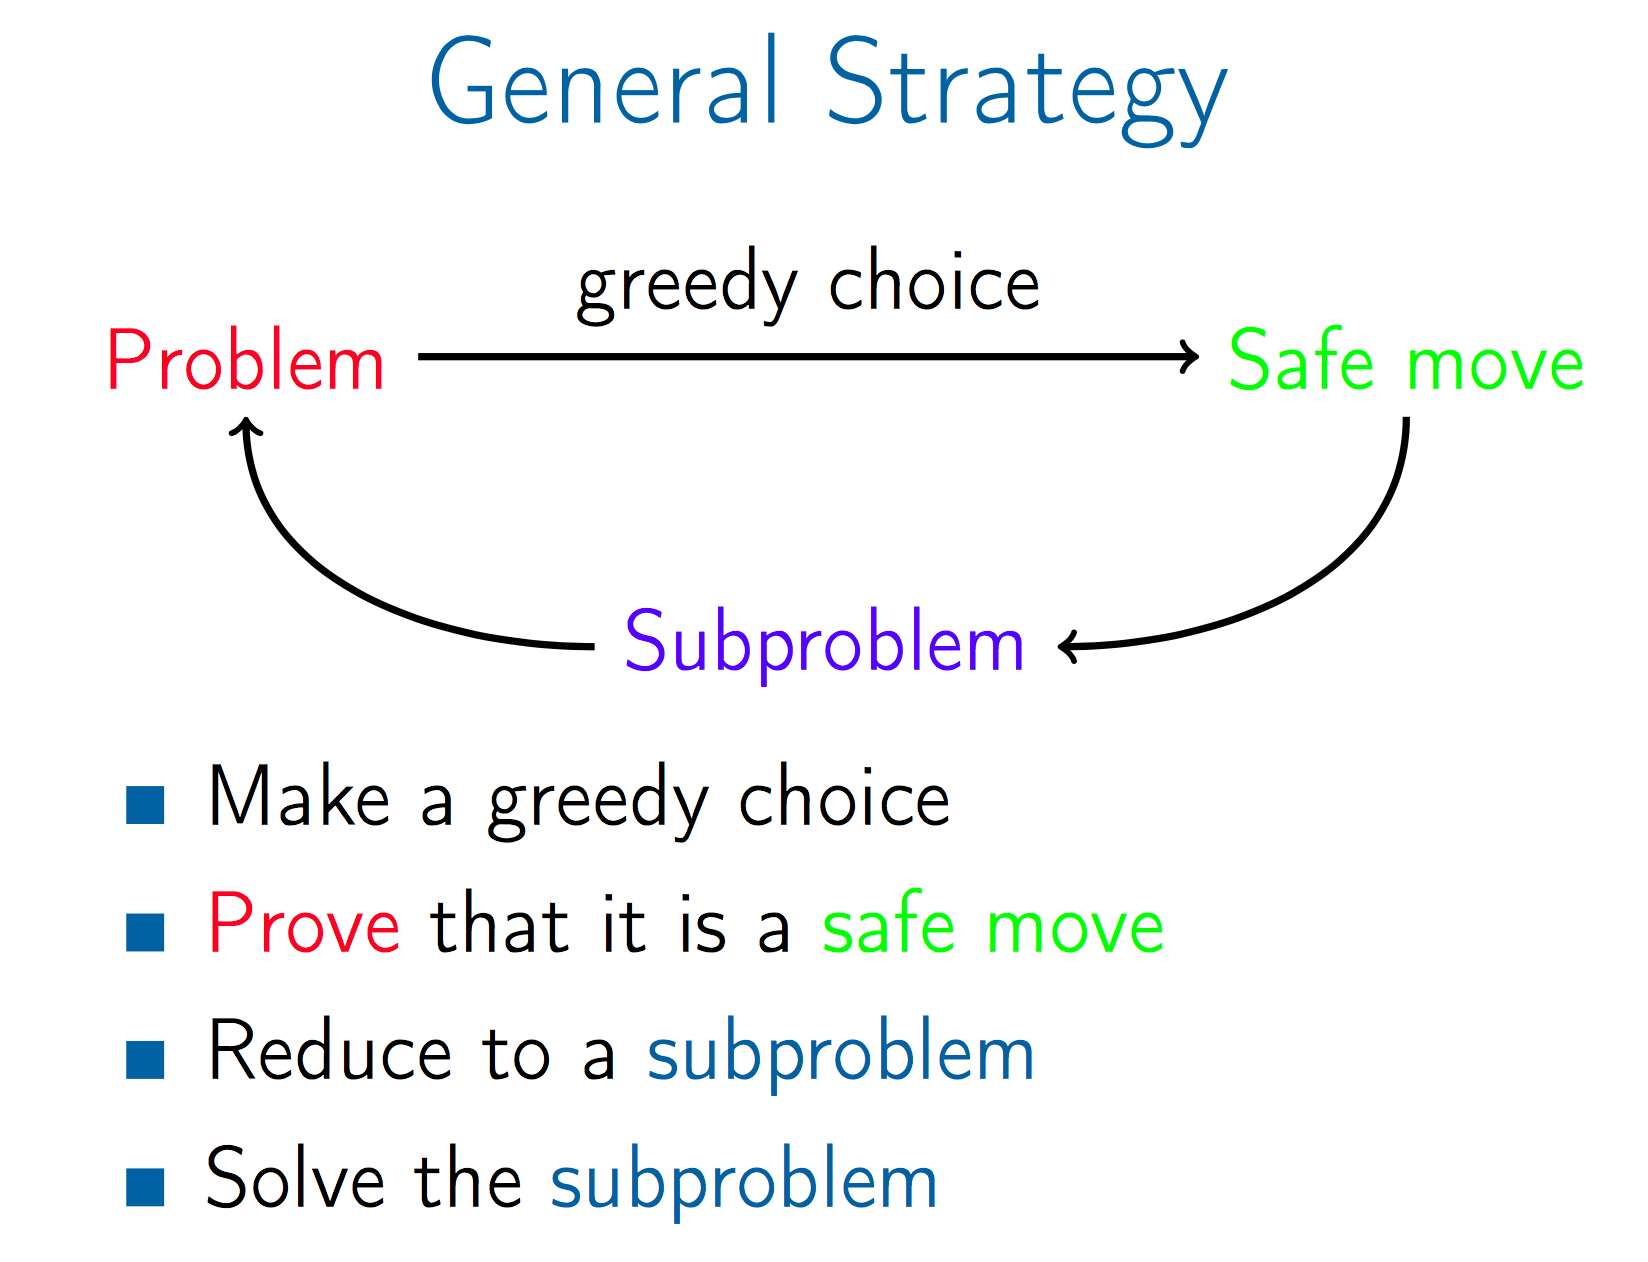 General Strategy
greedy choice
Problem
Safe move
Subproblem
Make a greedy choice
Prove that it is a safe move
Reduce to a subproblem
Solve the subproblem